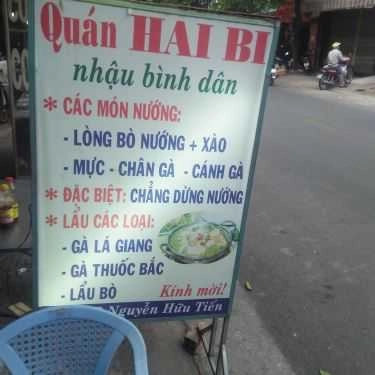 Quán HAI BI
nhậu bình dân
* CÁC MÓN NƯỚNG:
- LÒNG BÒ NƯỚNG + XÀO
- MỰC - CHÂN GÀ - CÁNH GÀ
* ĐẶC BIỆT: CHẲNG DỪNG NƯỚNG
* LẨU CÁC LOẠI:
- GÀ LÁ GIANG
- GÀ THUỐC BẮC
- LẨU BÒ
Kính mời!
Nguyễn Hữu Tiến